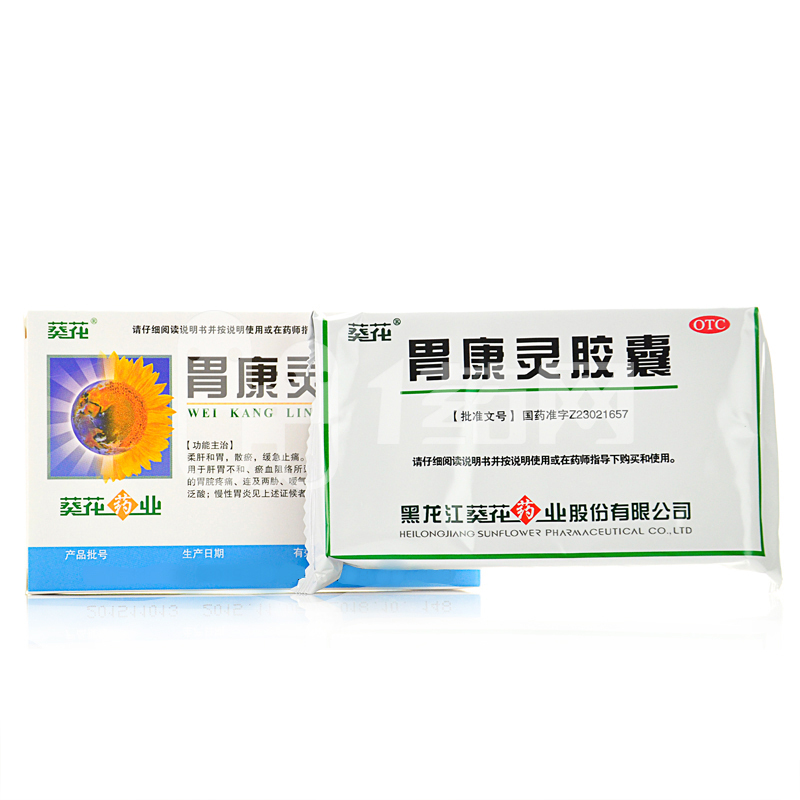 葵花®
请仔细阅读说明书并按说明使用或在药师指
胃康灵
WEI KANG LIN
【功能主治】
柔肝和胃，散瘀，缓急止痛。
用于肝胃不和、瘀血阻络所
的胃脘疼痛、连及两胁、嗳气
泛酸；慢性胃炎见上述证候者
葵花药业
产品批号
生产日期
有
葵花®
OTC
胃康灵胶囊
【批准文号】国药准字Z23021657
请仔细阅读说明书并按说明使用或在药师指导下购买和使用。
黑龙江葵花药业股份有限公司
HEILONGJIANG SUNFLOWER PHARMACEUTICAL CO.,LTD
1药网